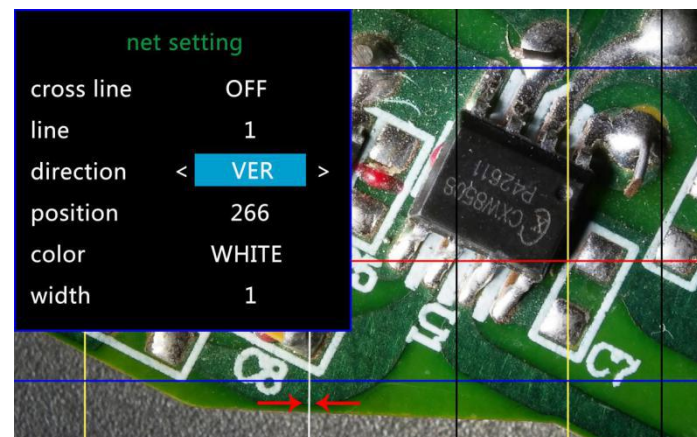 net setting
cross line OFF
line 1
direction < VER >
position 266
color WHITE
width 1
CXW8508
P42611
U1
C8
C7